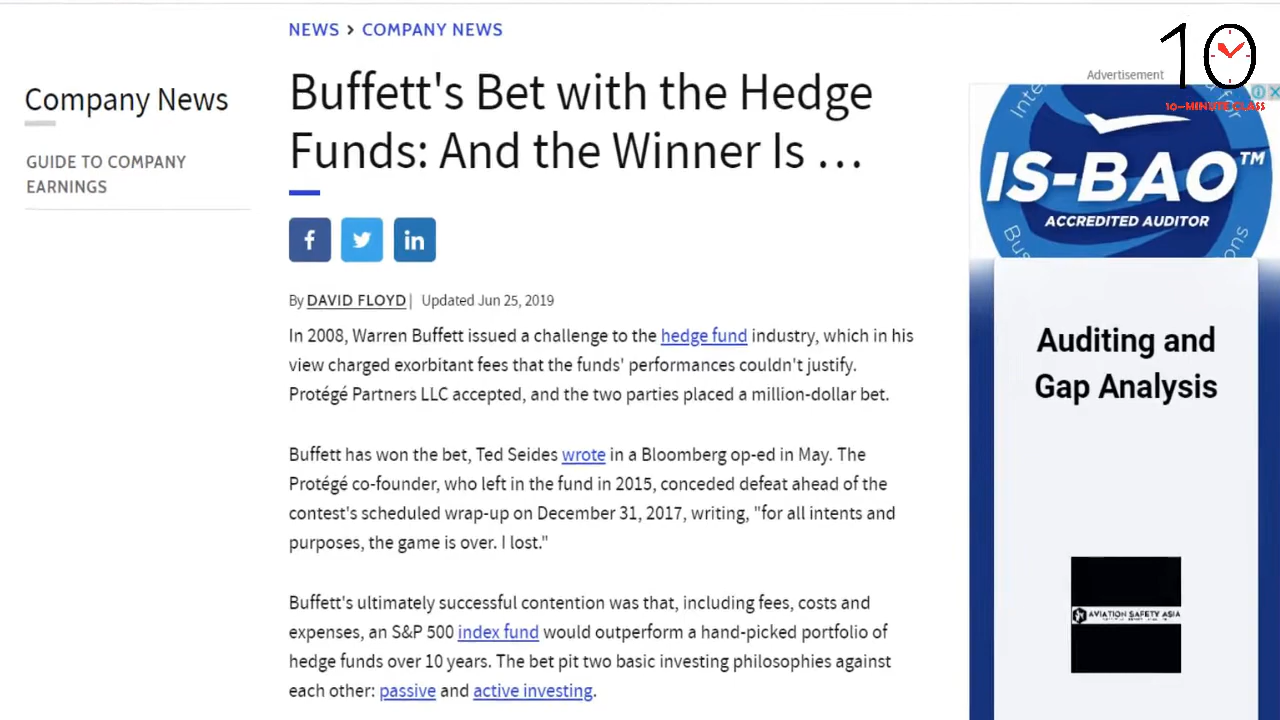 NEWS > COMPANY NEWS
Company News
GUIDE TO COMPANY
EARNINGS
Buffett's Bet with the Hedge
Funds: And the Winner Is …
By DAVID FLOYD | Updated Jun 25, 2019
In 2008, Warren Buffett issued a challenge to the hedge fund industry, which in his
view charged exorbitant fees that the funds' performances couldn't justify.
Protégé Partners LLC accepted, and the two parties placed a million-dollar bet.
Buffett has won the bet, Ted Seides wrote in a Bloomberg op-ed in May. The
Protégé co-founder, who left in the fund in 2015, conceded defeat ahead of the
contest's scheduled wrap-up on December 31, 2017, writing, "for all intents and
purposes, the game is over. I lost."
Buffett's ultimately successful contention was that, including fees, costs and
expenses, an S&P 500 index fund would outperform a hand-picked portfolio of
hedge funds over 10 years. The bet pit two basic investing philosophies against
each other: passive and active investing.
10
10-MINUTE CLASS
Advertisement
IS-BAO™
ACCREDITED AUDITOR
Auditing and
Gap Analysis
AVIATION SAFETY ASIA